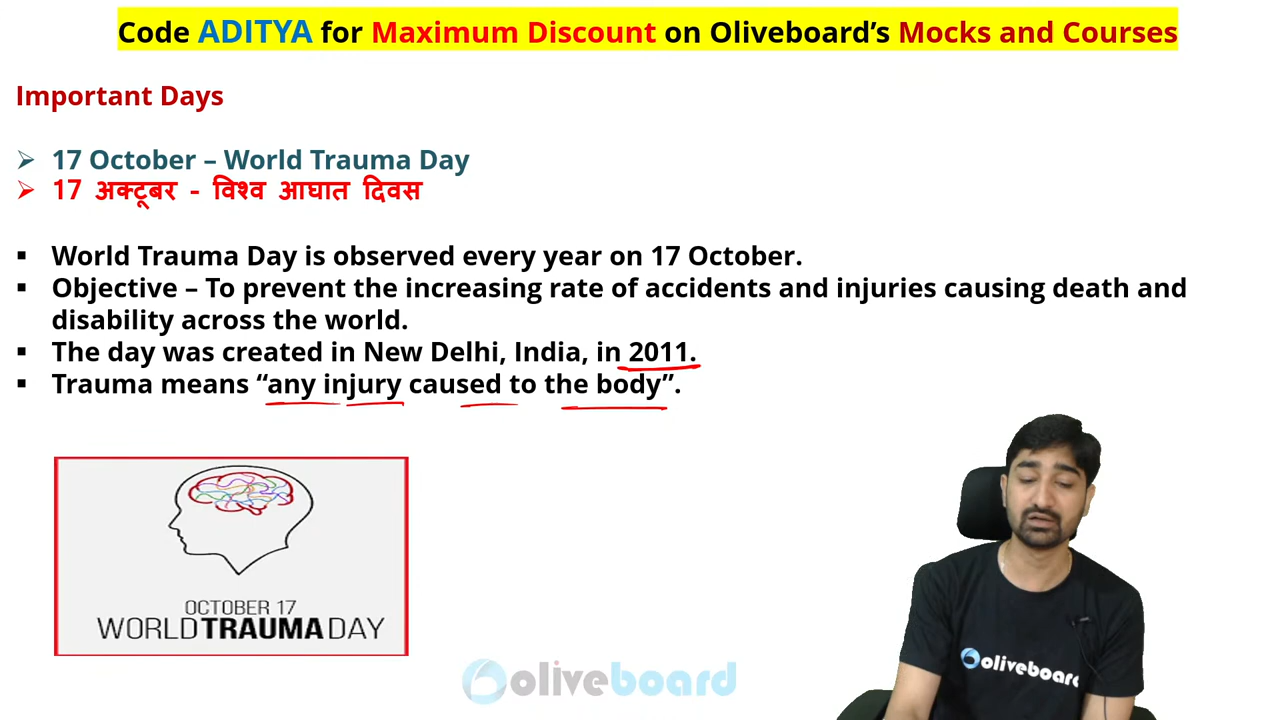 Code ADITYA for Maximum Discount on Oliveboard’s Mocks and Courses
Important Days
17 October – World Trauma Day
17 अक्टूबर - विश्व आघात दिवस
World Trauma Day is observed every year on 17 October.
Objective – To prevent the increasing rate of accidents and injuries causing death and
disability across the world.
The day was created in New Delhi, India, in 2011.
Trauma means “any injury caused to the body”.
OCTOBER 17
WORLD TRAUMA DAY
oliveboard
oliveboard